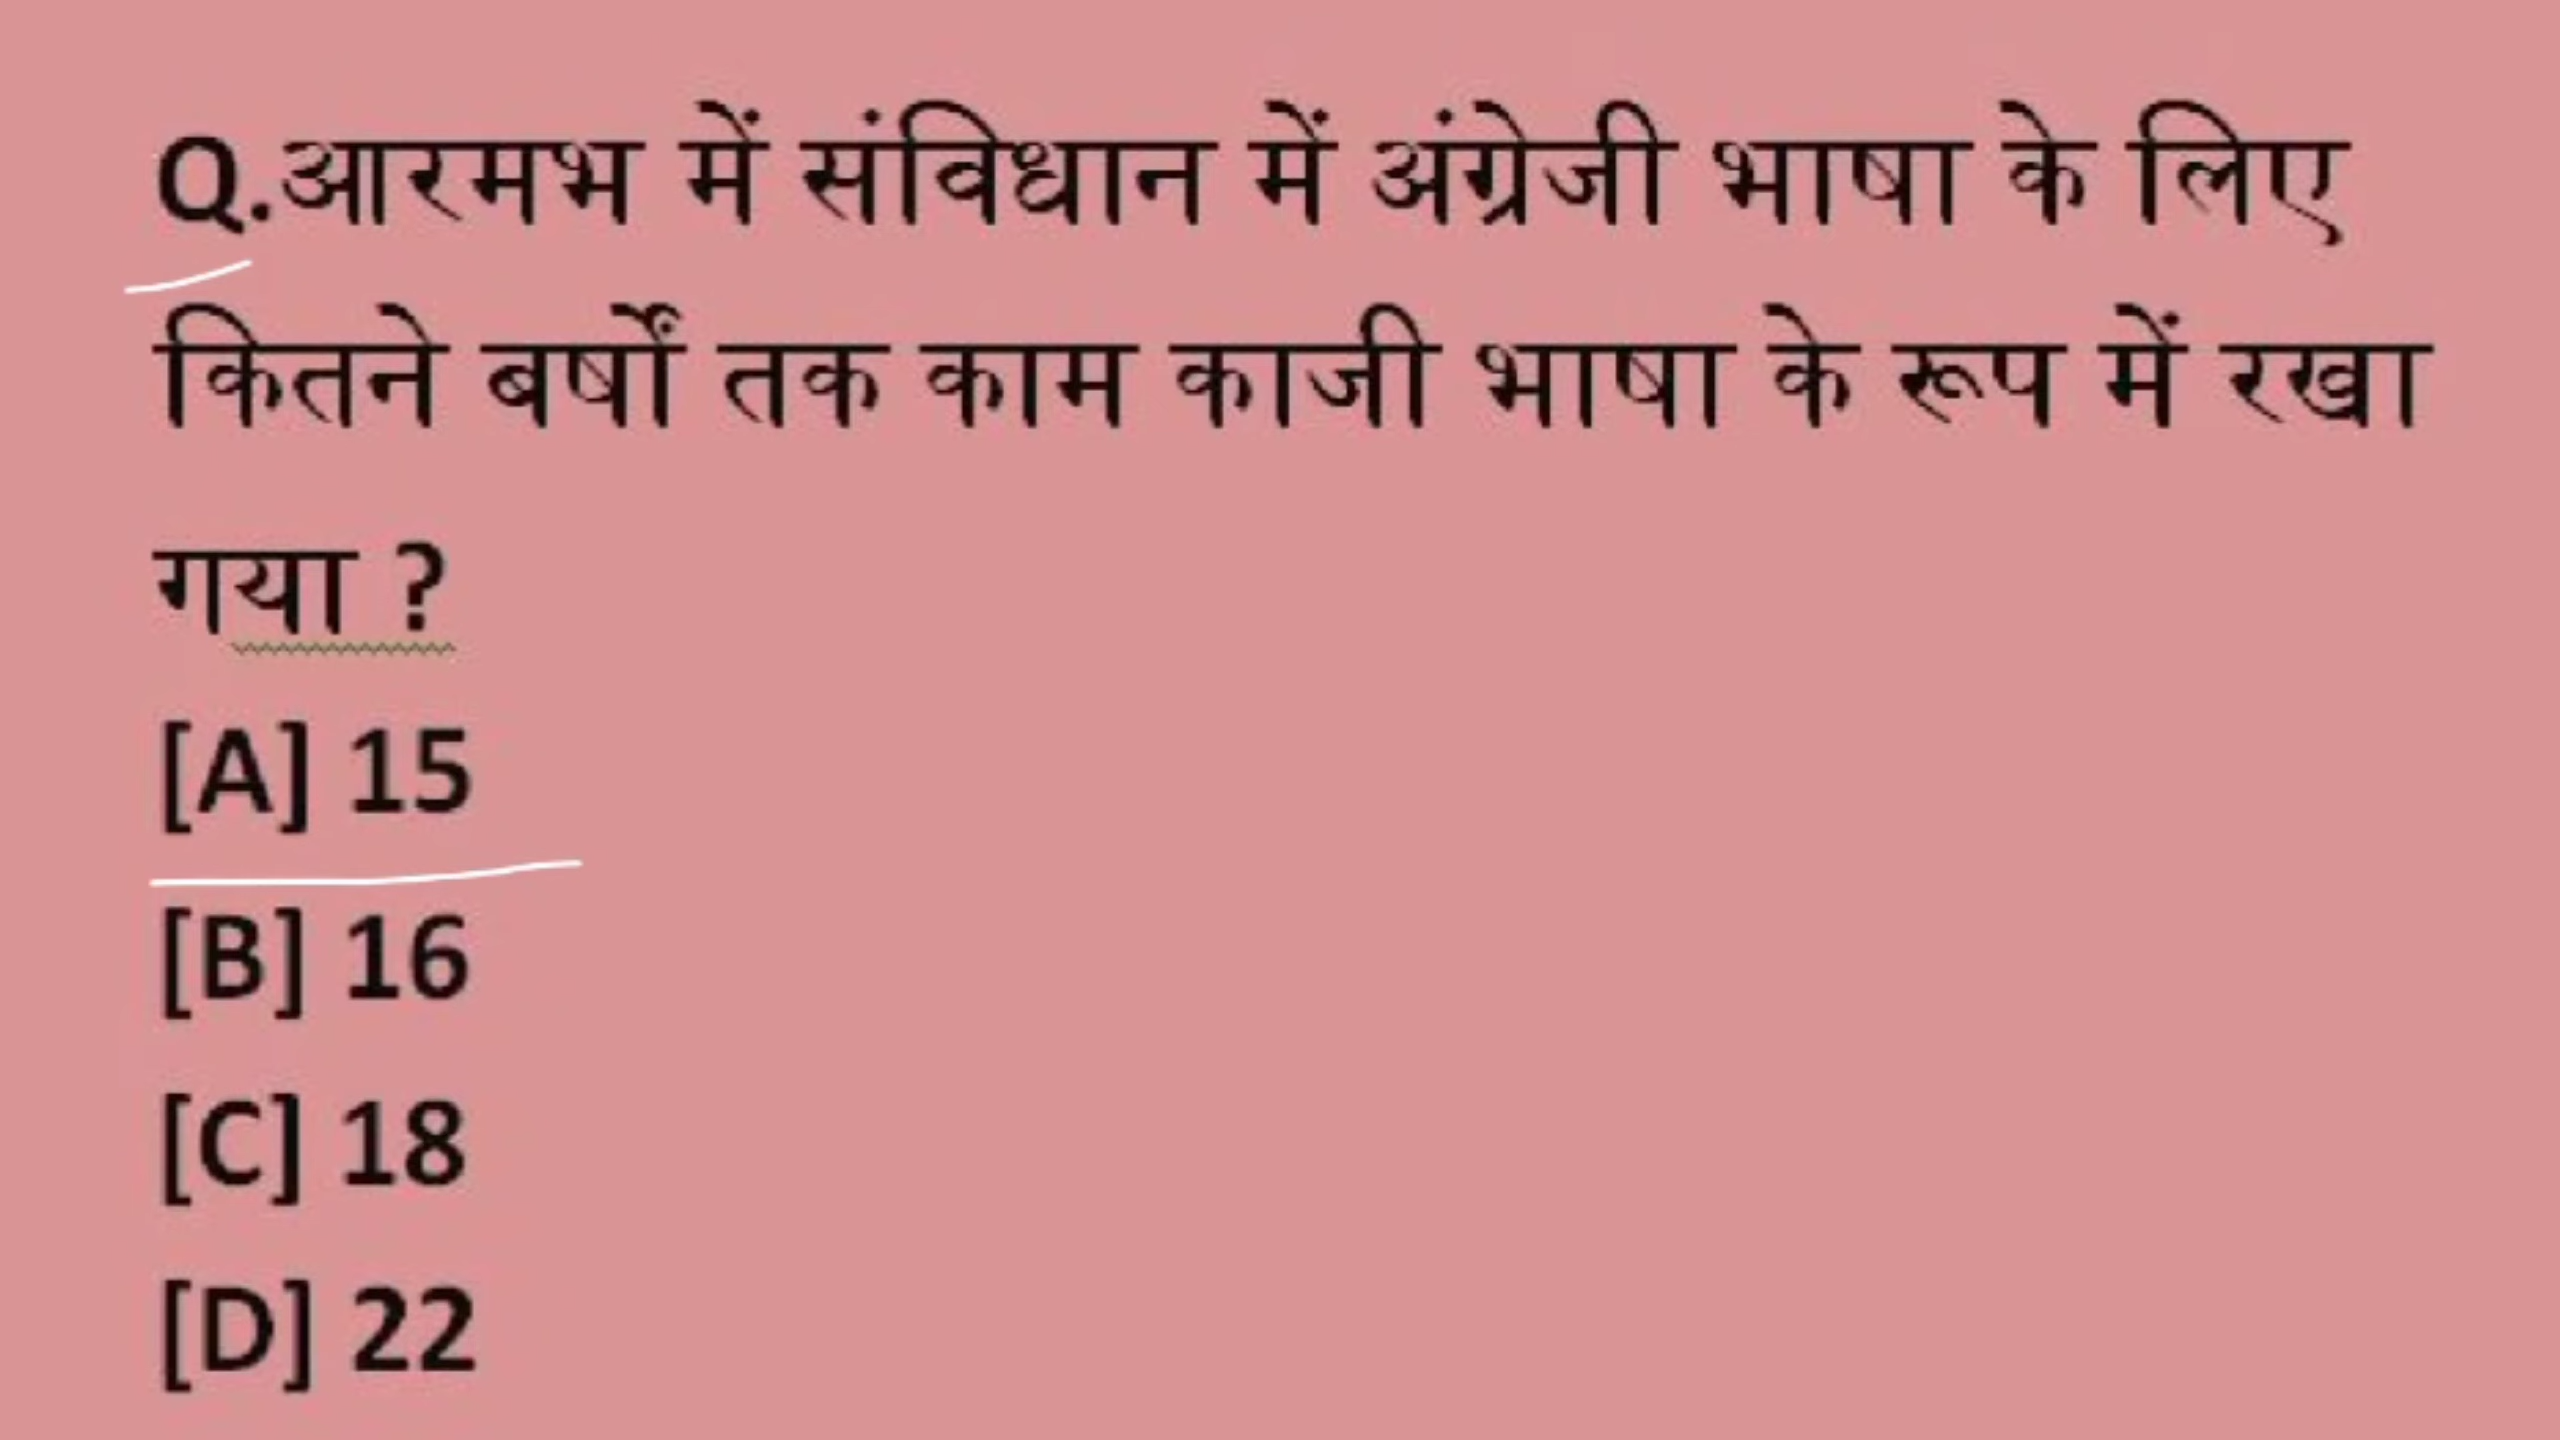 Q.आरमभ में संविधान में अंग्रेजी भाषा के लिए
कितने बर्षों तक काम काजी भाषा के रूप में रखा
गया ?
[A] 15
[B] 16
[C] 18
[D] 22